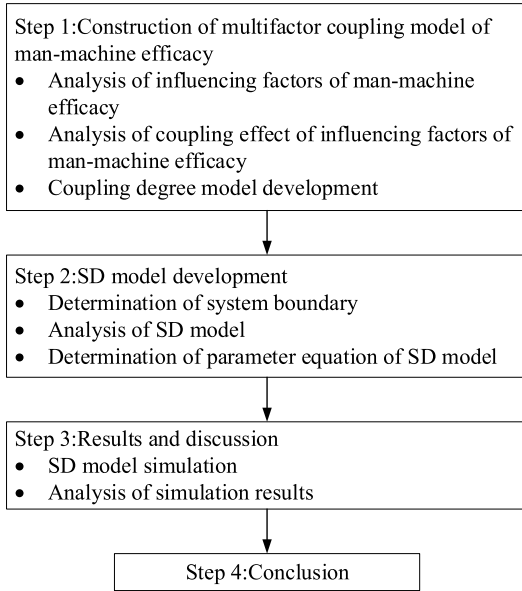 Step 1:Construction of multifactor coupling model of
man-machine efficacy
• Analysis of influencing factors of man-machine
efficacy
• Analysis of coupling effect of influencing factors of
man-machine efficacy
• Coupling degree model development
Step 2:SD model development
• Determination of system boundary
• Analysis of SD model
• Determination of parameter equation of SD model
Step 3:Results and discussion
• SD model simulation
• Analysis of simulation results
Step 4:Conclusion